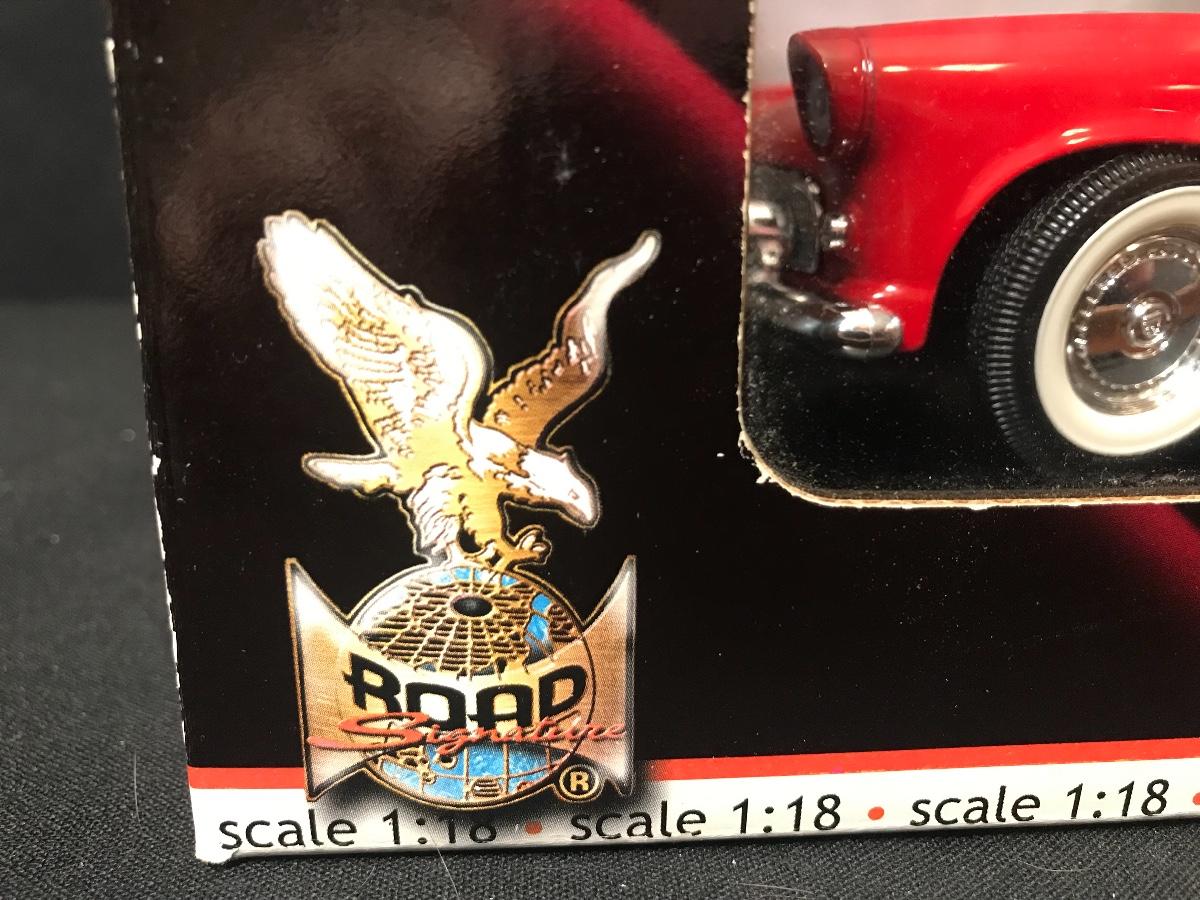 ROAD
Signature
®
scale 1:18 • scale 1:18 • scale 1:18 •